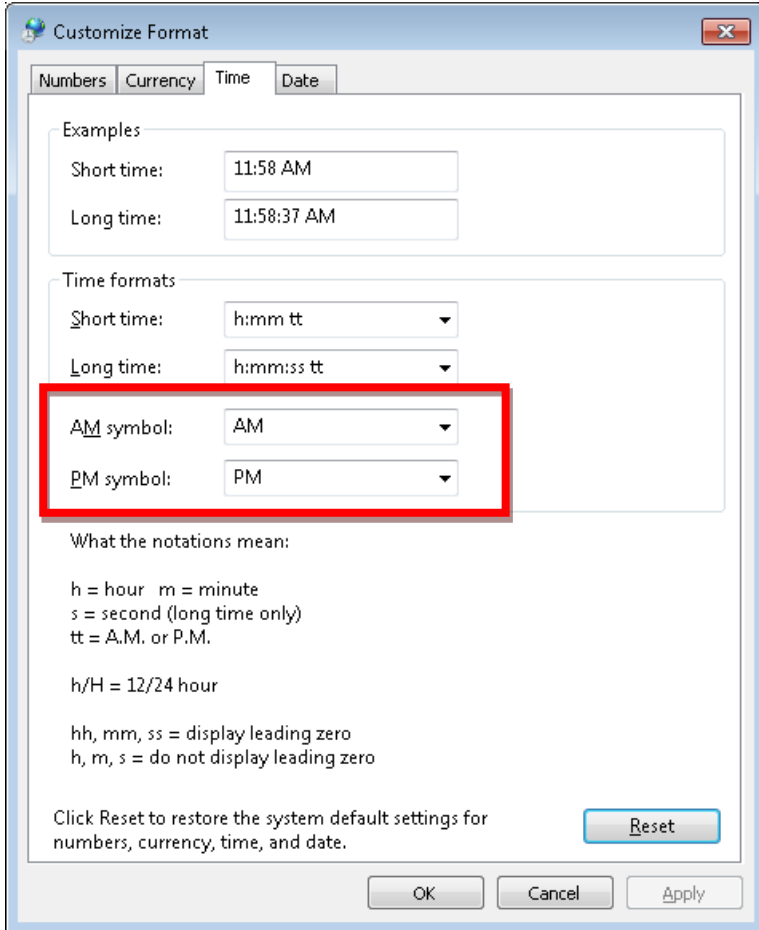 Customize Format
Numbers Currency Time Date
Examples
Short time: 11:58 AM
Long time: 11:58:37 AM
Time formats
Short time: h:mm tt
Long time: h:mm:ss tt
AM symbol: AM
PM symbol: PM
What the notations mean:
h = hour m = minute
s = second (long time only)
tt = A.M. or P.M.
h/H = 12/24 hour
hh, mm, ss = display leading zero
h, m, s = do not display leading zero
Click Reset to restore the system default settings for
numbers, currency, time, and date.
Reset
OK Cancel Apply